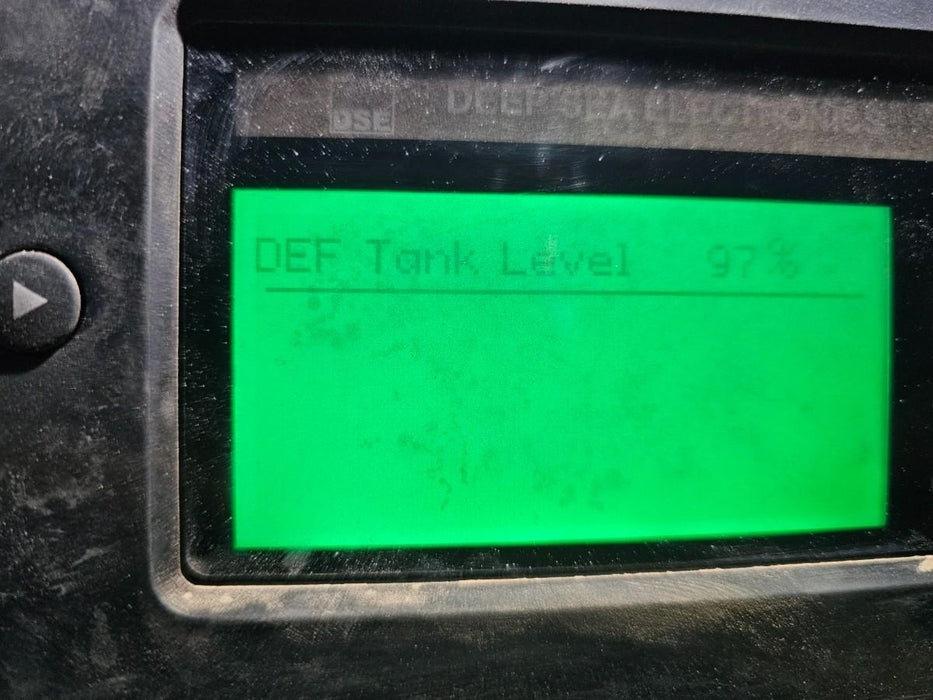 DSE DEEP SEA ELECTRONICS
DEF Tank Level 97%